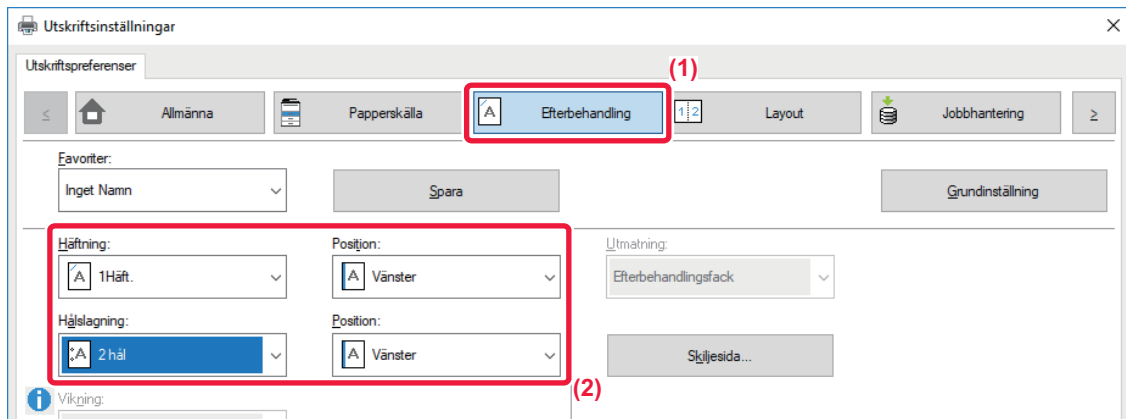 Utskriftsinställningar
Utskriftspreferenser
(1)
< Allmänna Papperskälla A Efterbehandling 1 2 Layout Jobbhantering >
Favoriter:
Inget Namn Spara Grundinställning
Häftning: Position: Utmatning:
A 1Häft. A Vänster Efterbehandlingsfack
Hålslagning: Position:
A 2 hål A Vänster Skiljesida...
(2)
i Vikning: